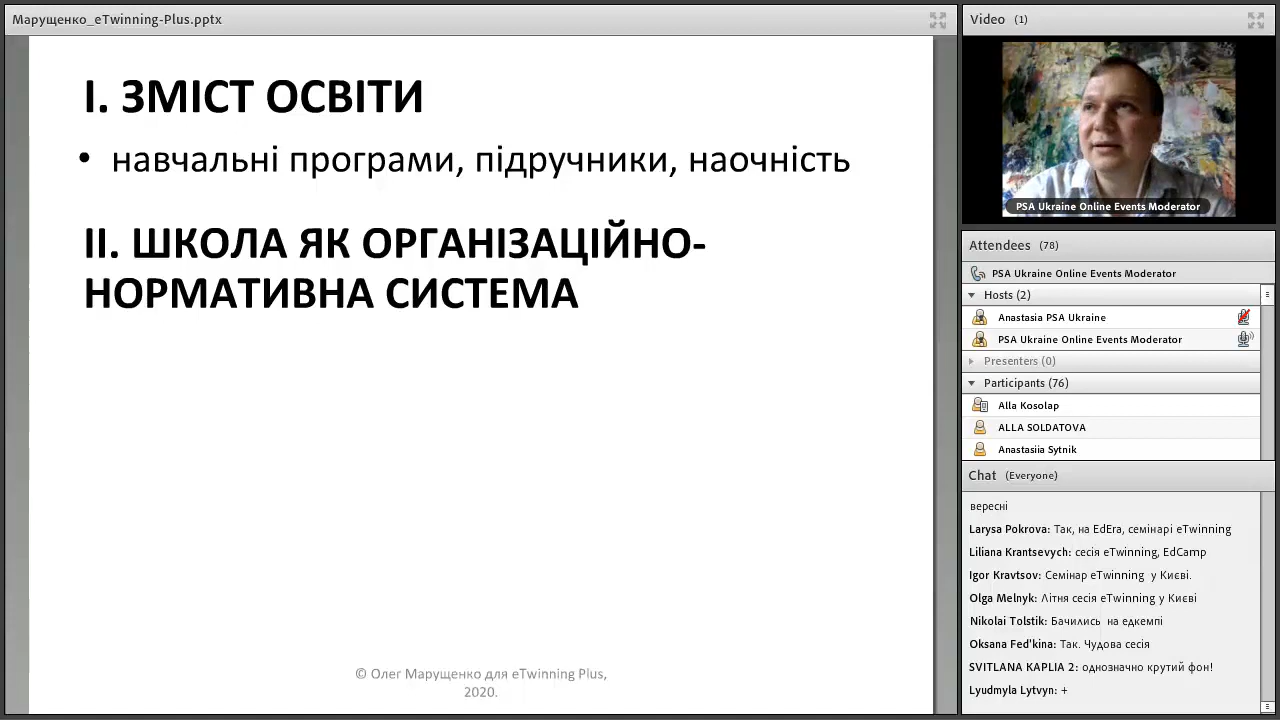 Марущенко_eTwinning-Plus.pptx
І. ЗМІСТ ОСВІТИ
• навчальні програми, підручники, наочність
ІІ. ШКОЛА ЯК ОРГАНІЗАЦІЙНО-
НОРМАТИВНА СИСТЕМА
© Олег Марущенко для eTwinning Plus,
2020.
Video (1)
PSA Ukraine Online Events Moderator
Attendees (78)
PSA Ukraine Online Events Moderator
Hosts (2)
Anastasia PSA Ukraine
PSA Ukraine Online Events Moderator
Presenters (0)
Participants (76)
Alla Kosolap
ALLA SOLDATOVA
Anastasiia Sytnik
Chat (Everyone)
вересні
Larysa Pokrova: Так, на EdEra, семінарі eTwinning
Liliana Krantsevych: сесія eTwinning, EdCamp
Igor Kravtsov: Семінар eTwinning у Києві.
Olga Melnyk: Літня сесія eTwinning у Києві
Nikolai Tolstik: Бачились на едкемпі
Oksana Fed'kina: Так. Чудова сесія
SVITLANA KAPLIA 2: однозначно крутий фон!
Lyudmyla Lytvyn: +